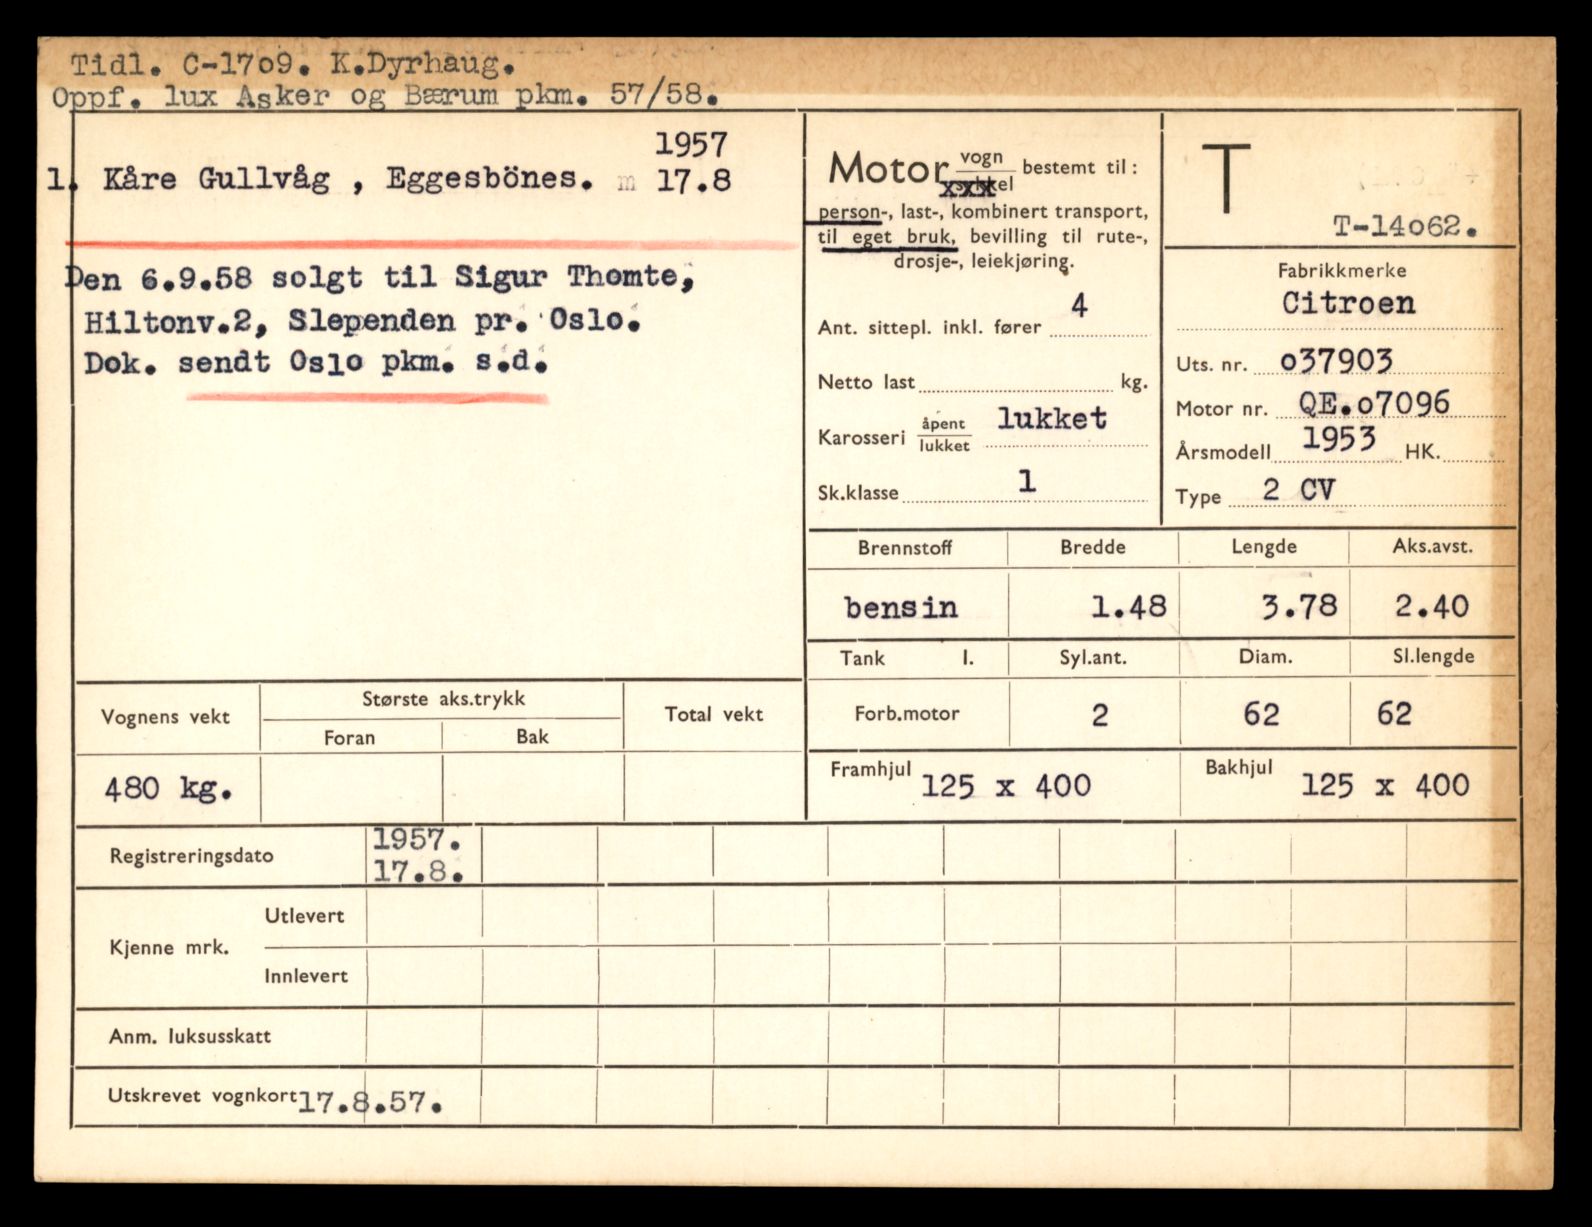 Tidl. C-17o9. K.Dyrhaug.
Oppf. lux Asker og Bærum pkm. 57/58.
1957
1. Kåre Gullvåg , Eggesbönes. m 17.8
Den 6.9.58 solgt til Sigur Thomte,
Hiltonv.2, Slependen pr. Oslo.
Dok. sendt Oslo pkm. s.d.
Motor vogn bestemt til :
xxx
person-, last-, kombinert transport,
til eget bruk, bevilling til rute-,
drosje-, leiekjøring.
Ant. sittepl. inkl. fører 4
Netto last kg.
Karosseri åpent lukket lukket
Sk.klasse 1
T
T-14o62.
Fabrikkmerke
Citroen
Uts. nr. o37903
Motor nr. QE.o7096
Årsmodell 1953 HK.
Type 2 CV
Brennstoff Bredde Lengde Aks.avst.
bensin 1.48 3.78 2.40
Tank l. Syl.ant. Diam. Sl.lengde
Forb.motor 2 62 62
Framhjul 125 x 400 Bakhjul 125 x 400
Vognens vekt Største aks.trykk Total vekt
Foran Bak
480 kg.
Registreringsdato 1957.
17.8.
Kjenne mrk. Utlevert
Innlevert
Anm. luksusskatt
Utskrevet vognkort 17.8.57.